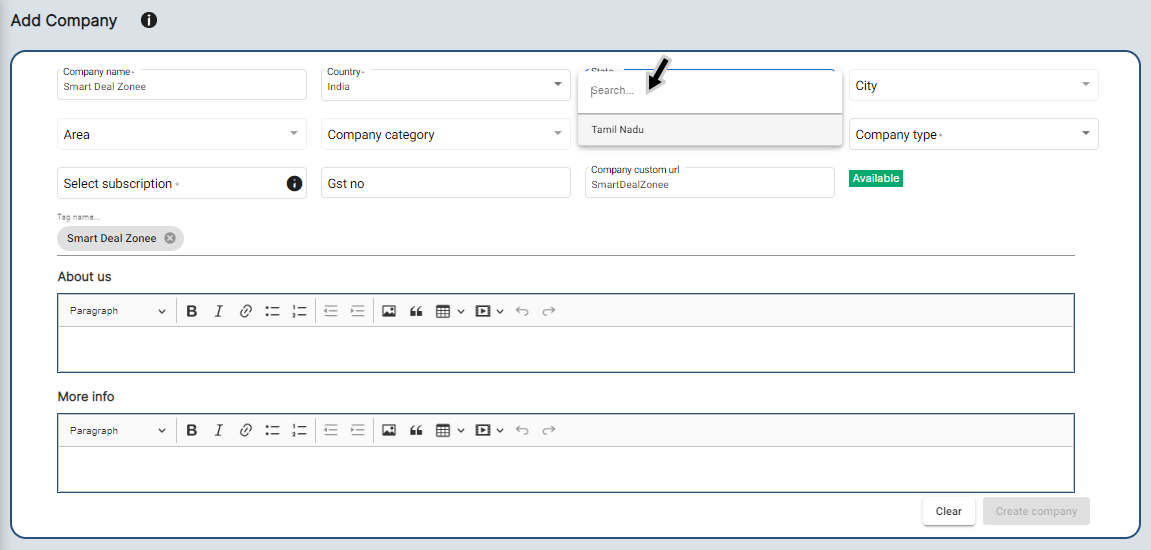 Add Company
Company name*
Smart Deal Zonee
Country*
India
State
Search...
Tamil Nadu
City
Area
Company category
Company type *
Select subscription *
Gst no
Company custom url
SmartDealZonee
Available
Tag name...
Smart Deal Zonee
About us
Paragraph
More info
Paragraph
Clear
Create company